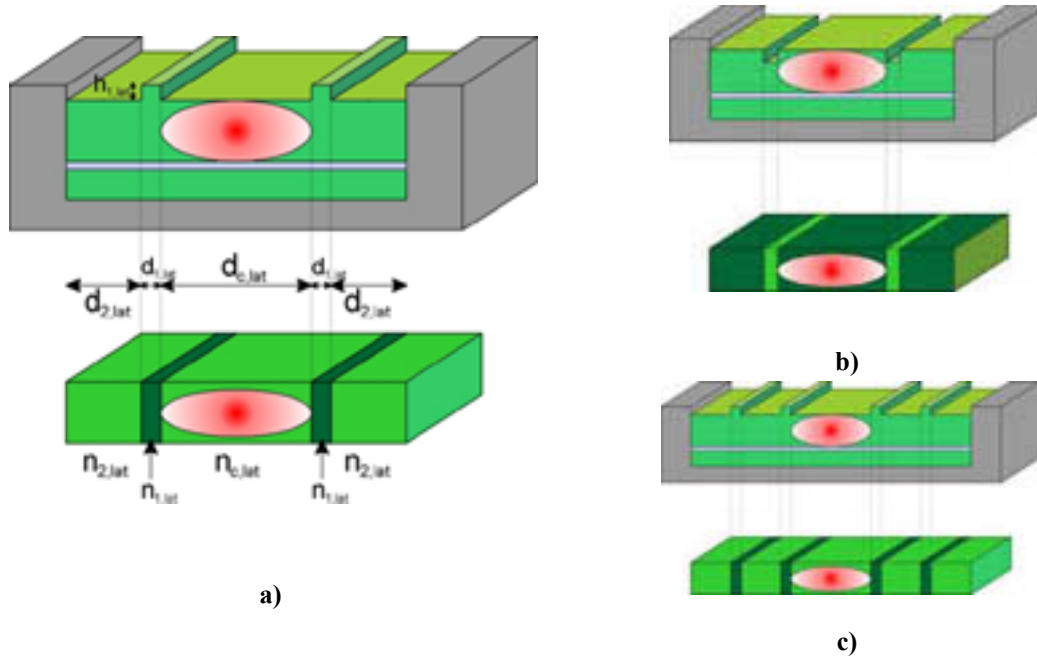 h1,lat
d1,lat dc,lat d1,lat
d2,lat d2,lat
n2,lat nc,lat n2,lat
n1,lat n1,lat
a)
b)
c)